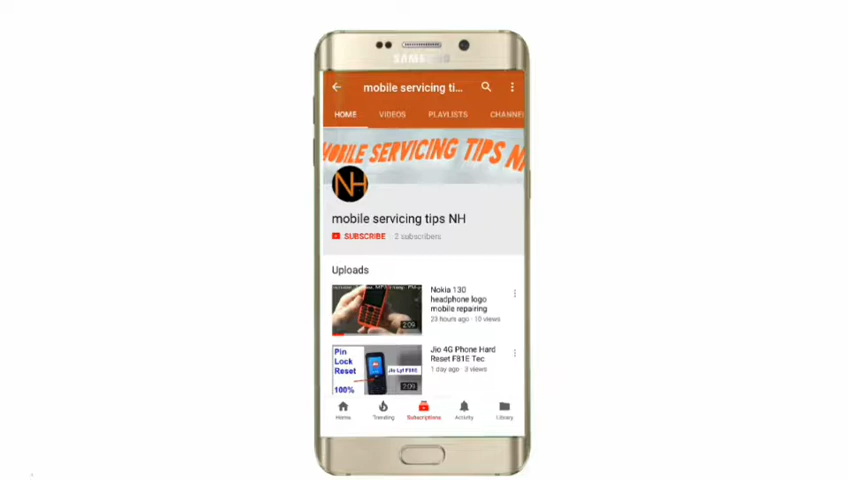 SAMSUNG
mobile servicing ti...
HOME VIDEOS PLAYLISTS CHANNE
MOBILE SERVICING TIPS N
NH
mobile servicing tips NH
SUBSCRIBE 2 subscribers
Uploads
Nokia 130
headphone logo
mobile repairing
23 hours ago · 10 views
2:09
Jio 4G Phone Hard
Reset F81E Tec
1 day ago · 3 views
Pin
Lock
Reset
100%
2:09
Home Trending Subscriptions Activity Library